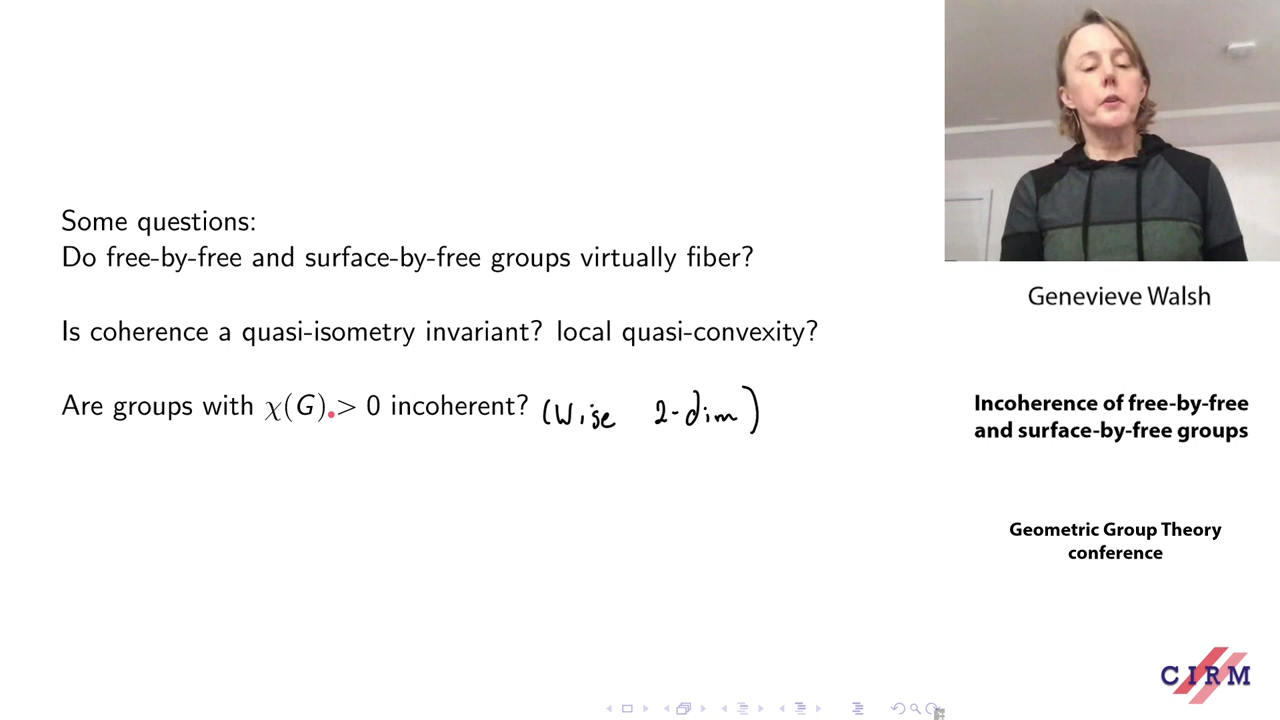 Some questions:
Do free-by-free and surface-by-free groups virtually fiber?
Is coherence a quasi-isometry invariant? local quasi-convexity?
Are groups with χ(G) > 0 incoherent? (Wise 2-dim)
Genevieve Walsh
Incoherence of free-by-free
and surface-by-free groups
Geometric Group Theory
conference
CIRM